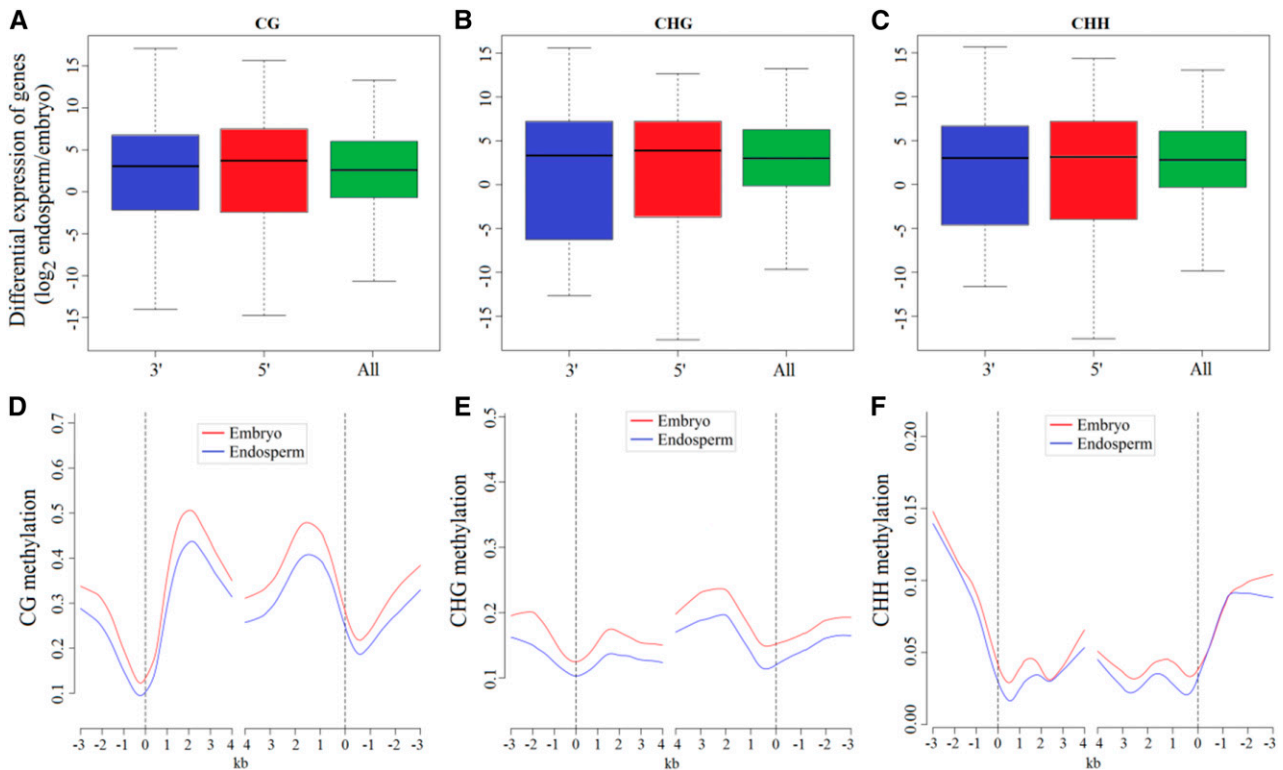 A
CG
B
CHG
C
CHH
Differential expression of genes
(log2 endosperm/embryo)
15
10
5
0
-5
-10
-15
3'
5'
All
15
10
5
0
-5
-10
-15
3'
5'
All
15
10
5
0
-5
-10
-15
3'
5'
All
D
CG methylation
0.7
0.6
0.5
0.4
0.3
0.2
0.1
Embryo
Endosperm
-3 -2 -1 0 1 2 3 4 4 2 1 0 -1 -2 -3
kb
E
CHG methylation
0.5
0.4
0.3
0.2
0.1
Embryo
Endosperm
-3 -2 -1 0 1 2 3 4 4 3 2 1 0 -1 -2 -3
kb
F
CHH methylation
0.20
0.15
0.10
0.05
0.00
Embryo
Endosperm
-3 -2 -1 0 1 2 3 4 4 3 2 1 0 -1 -2 -3
kb